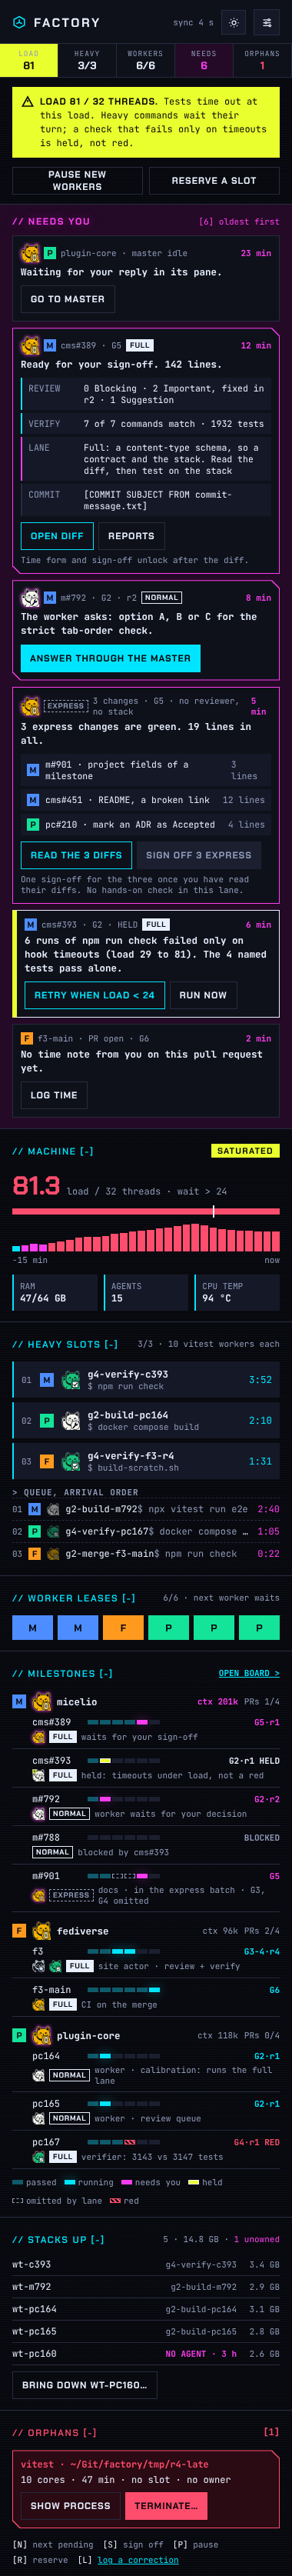 FACTORY
sync 4 s
LOAD
81
HEAVY
3/3
WORKERS
6/6
NEEDS
6
ORPHANS
1
LOAD 81 / 32 THREADS. Tests time out at
this load. Heavy commands wait their
turn; a check that fails only on timeouts
is held, not red.
PAUSE NEW
WORKERS
RESERVE A SLOT
// NEEDS YOU
[6] oldest first
P plugin-core · master idle 23 min
Waiting for your reply in its pane.
GO TO MASTER
M cms#389 · G5 FULL 12 min
Ready for your sign-off. 142 lines.
REVIEW 0 Blocking · 2 Important, fixed in
r2 · 1 Suggestion
VERIFY 7 of 7 commands match · 1932 tests
LANE Full: a content-type schema, so a
contract and the stack. Read the
diff, then test on the stack
COMMIT [COMMIT SUBJECT FROM commit-
message.txt]
OPEN DIFF REPORTS
Time form and sign-off unlock after the diff.
M m#792 · G2 · r2 NORMAL 8 min
The worker asks: option A, B or C for the
strict tab-order check.
ANSWER THROUGH THE MASTER
EXPRESS 3 changes · G5 · no reviewer, 5
no stack min
3 express changes are green. 19 lines in
all.
M m#901 · project fields of a 3
milestone lines
M cms#451 · README, a broken link 12 lines
P pc#210 · mark an ADR as Accepted 4 lines
READ THE 3 DIFFS SIGN OFF 3 EXPRESS
One sign-off for the three once you have read
their diffs. No hands-on check in this lane.
M cms#393 · G2 · HELD FULL 6 min
6 runs of npm run check failed only on
hook timeouts (load 29 to 81). The 4 named
tests pass alone.
RETRY WHEN LOAD < 24 RUN NOW
F f3-main · PR open · G6 2 min
No time note from you on this pull request
yet.
LOG TIME
// MACHINE [-] SATURATED
81.3 load / 32 threads · wait > 24
-15 min now
RAM
47/64 GB
AGENTS
15
CPU TEMP
94 °C
// HEAVY SLOTS [-] 3/3 · 10 vitest workers each
01 M g4-verify-c393 3:52
$ npm run check
02 P g2-build-pc164 2:10
$ docker compose build
03 F g4-verify-f3-r4 1:31
$ build-scratch.sh
> QUEUE, ARRIVAL ORDER
01 M g2-build-m792$ npx vitest run e2e 2:40
02 P g4-verify-pc167$ docker compose … 1:05
03 F g2-merge-f3-main$ npm run check 0:22
// WORKER LEASES [-] 6/6 · next worker waits
M M F P P P
// MILESTONES [-] OPEN BOARD >
M micelio ctx 201k PRs 1/4
cms#389 G5·r1
FULL waits for your sign-off
cms#393 G2·r1 HELD
FULL held: timeouts under load, not a red
m#792 G2·r2
NORMAL worker waits for your decision
m#788 BLOCKED
NORMAL blocked by cms#393
m#901 G5
EXPRESS docs · in the express batch · G3,
G4 omitted
F fediverse ctx 96k PRs 2/4
f3 G3-4·r4
FULL site actor · review + verify
f3-main G6
FULL CI on the merge
P plugin-core ctx 118k PRs 0/4
pc164 G2·r1
NORMAL worker · calibration: runs the full
lane
pc165 G2·r1
NORMAL worker · review queue
pc167 G4·r1 RED
FULL verifier: 3143 vs 3147 tests
passed running needs you held
omitted by lane red
// STACKS UP [-] 5 · 14.8 GB · 1 unowned
wt-c393 g4-verify-c393 3.4 GB
wt-m792 g2-build-m792 2.9 GB
wt-pc164 g2-build-pc164 3.1 GB
wt-pc165 g2-build-pc165 2.8 GB
wt-pc160 NO AGENT · 3 h 2.6 GB
BRING DOWN WT-PC160…
// ORPHANS [-] [1]
vitest · ~/Git/factory/tmp/r4-late
10 cores · 47 min · no slot · no owner
SHOW PROCESS TERMINATE…
[N] next pending [S] sign off [P] pause
[R] reserve [L] log a correction